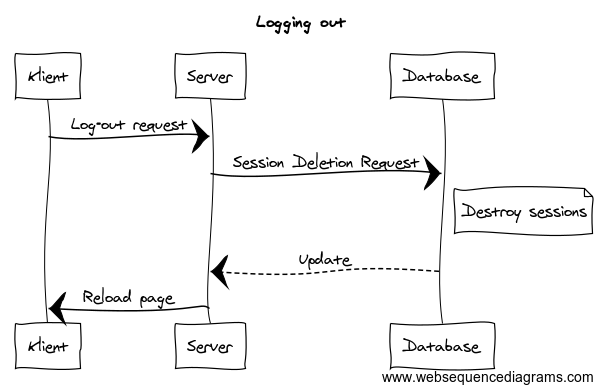 Logging out
Klient
Server
Database
Log-out request
Session Deletion Request
Destroy sessions
Update
Reload page
Klient
Server
Database
www.websequencediagrams.com